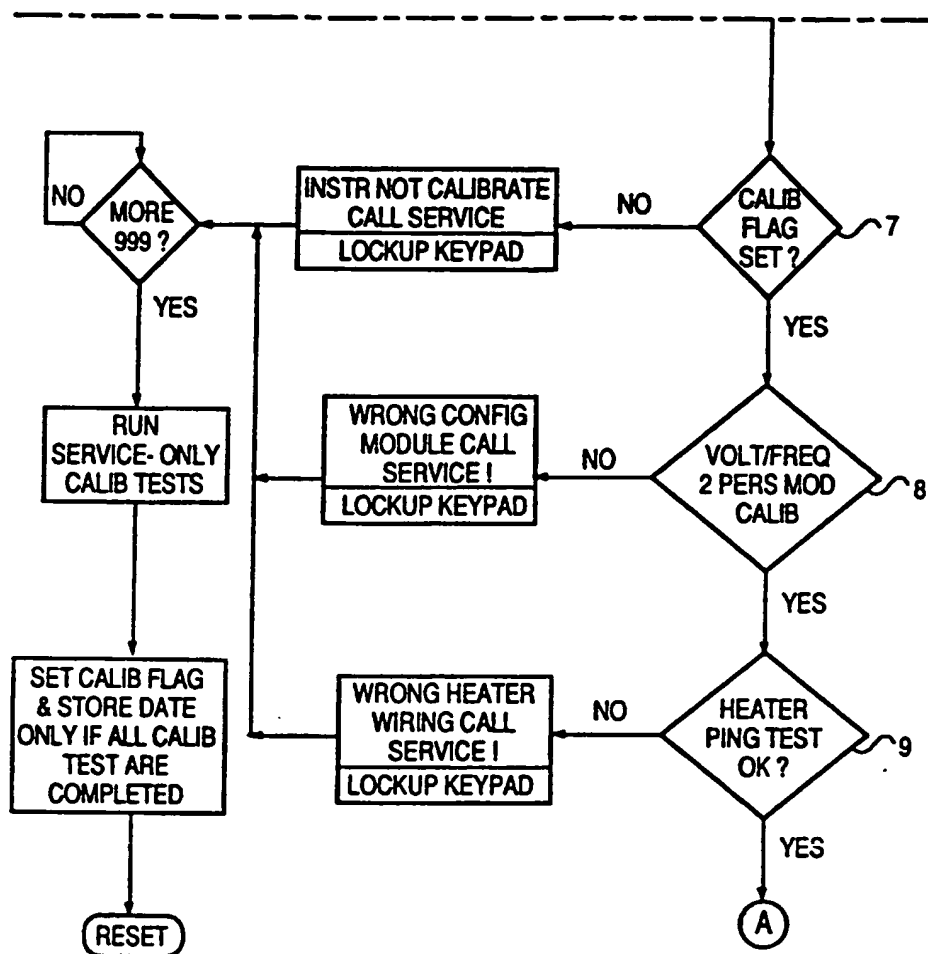 NO
MORE
999 ?
YES
INSTR NOT CALIBRATE
CALL SERVICE
LOCKUP KEYPAD
NO
CALIB
FLAG
SET ?
7
YES
RUN
SERVICE- ONLY
CALIB TESTS
WRONG CONFIG
MODULE CALL
SERVICE !
LOCKUP KEYPAD
NO
VOLT/FREQ
2 PERS MOD
CALIB
8
YES
SET CALIB FLAG
& STORE DATE
ONLY IF ALL CALIB
TEST ARE
COMPLETED
WRONG HEATER
WIRING CALL
SERVICE !
LOCKUP KEYPAD
NO
HEATER
PING TEST
OK ?
9
YES
RESET
A